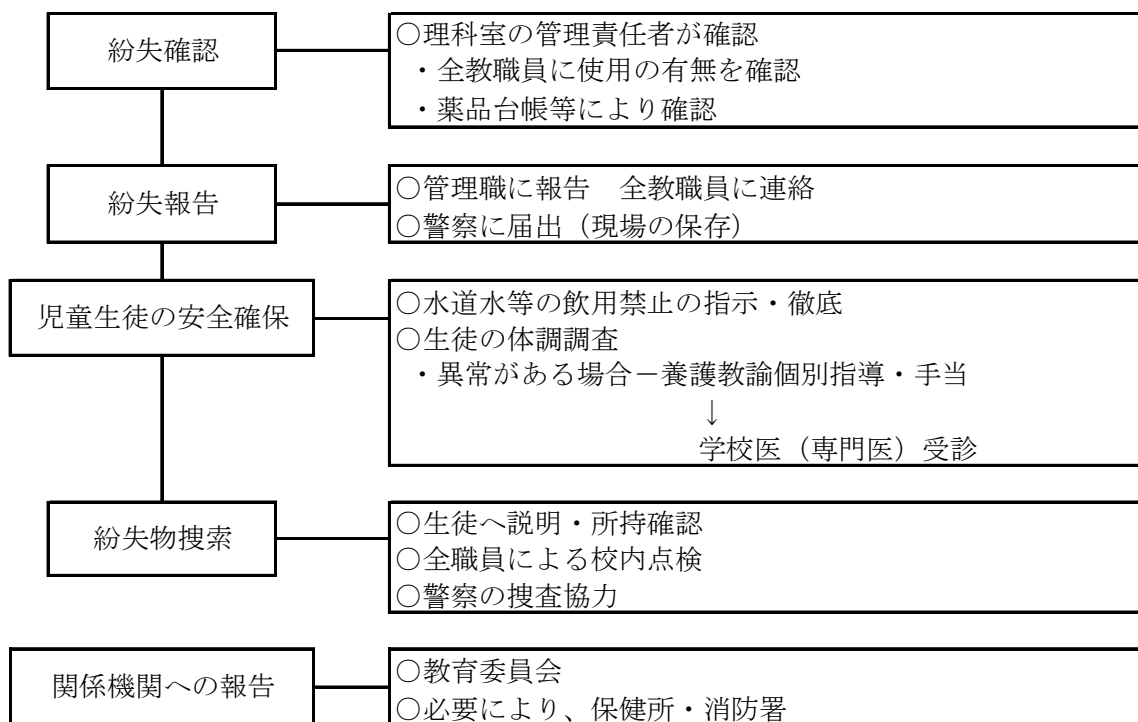 紛失確認
○理科室の管理責任者が確認
・全教職員に使用の有無を確認
・薬品台帳等により確認
紛失報告
○管理職に報告　全教職員に連絡
○警察に届出（現場の保存）
児童生徒の安全確保
○水道水等の飲用禁止の指示・徹底
○生徒の体調調査
・異常がある場合－養護教諭個別指導・手当
↓
学校医（専門医）受診
紛失物捜索
○生徒へ説明・所持確認
○全職員による校内点検
○警察の捜査協力
関係機関への報告
○教育委員会
○必要により、保健所・消防署